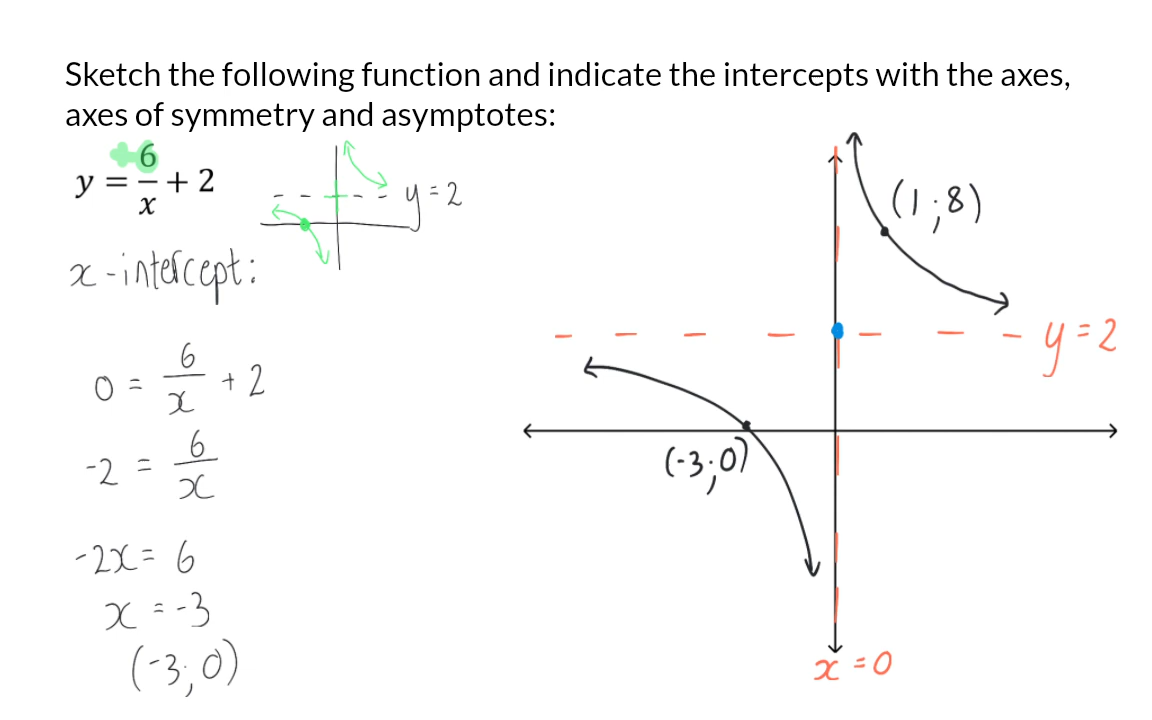 Sketch the following function and indicate the intercepts with the axes,
axes of symmetry and asymptotes:
y = 6/x + 2
y = 2
x-intercept:
0 = 6/x + 2
-2 = 6/x
-2x = 6
x = -3
(-3;0)
(1;8)
y = 2
(-3;0)
x = 0